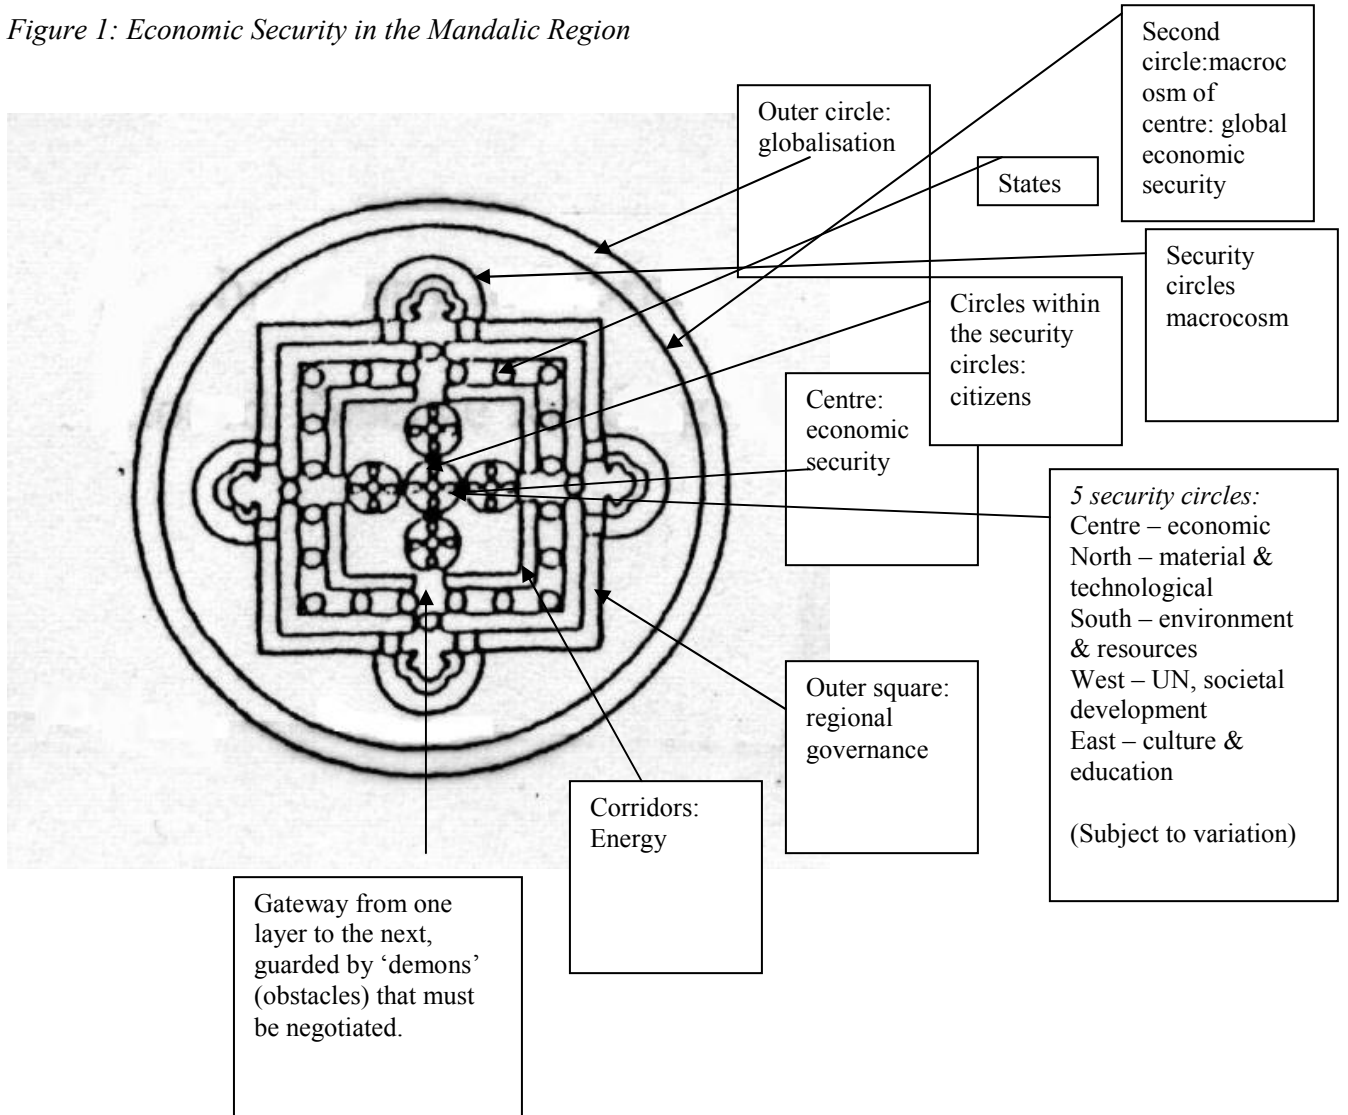 Figure 1: Economic Security in the Mandalic Region
Second
circle:macroc
osm of
centre: global
economic
security
Outer circle:
globalisation
States
Security
circles
macrocosm
Circles within
the security
circles:
citizens
Centre:
economic
security
5 security circles:
Centre – economic
North – material &
technological
South – environment
& resources
West – UN, societal
development
East – culture &
education
(Subject to variation)
Outer square:
regional
governance
Corridors:
Energy
Gateway from one
layer to the next,
guarded by ‘demons’
(obstacles) that must
be negotiated.